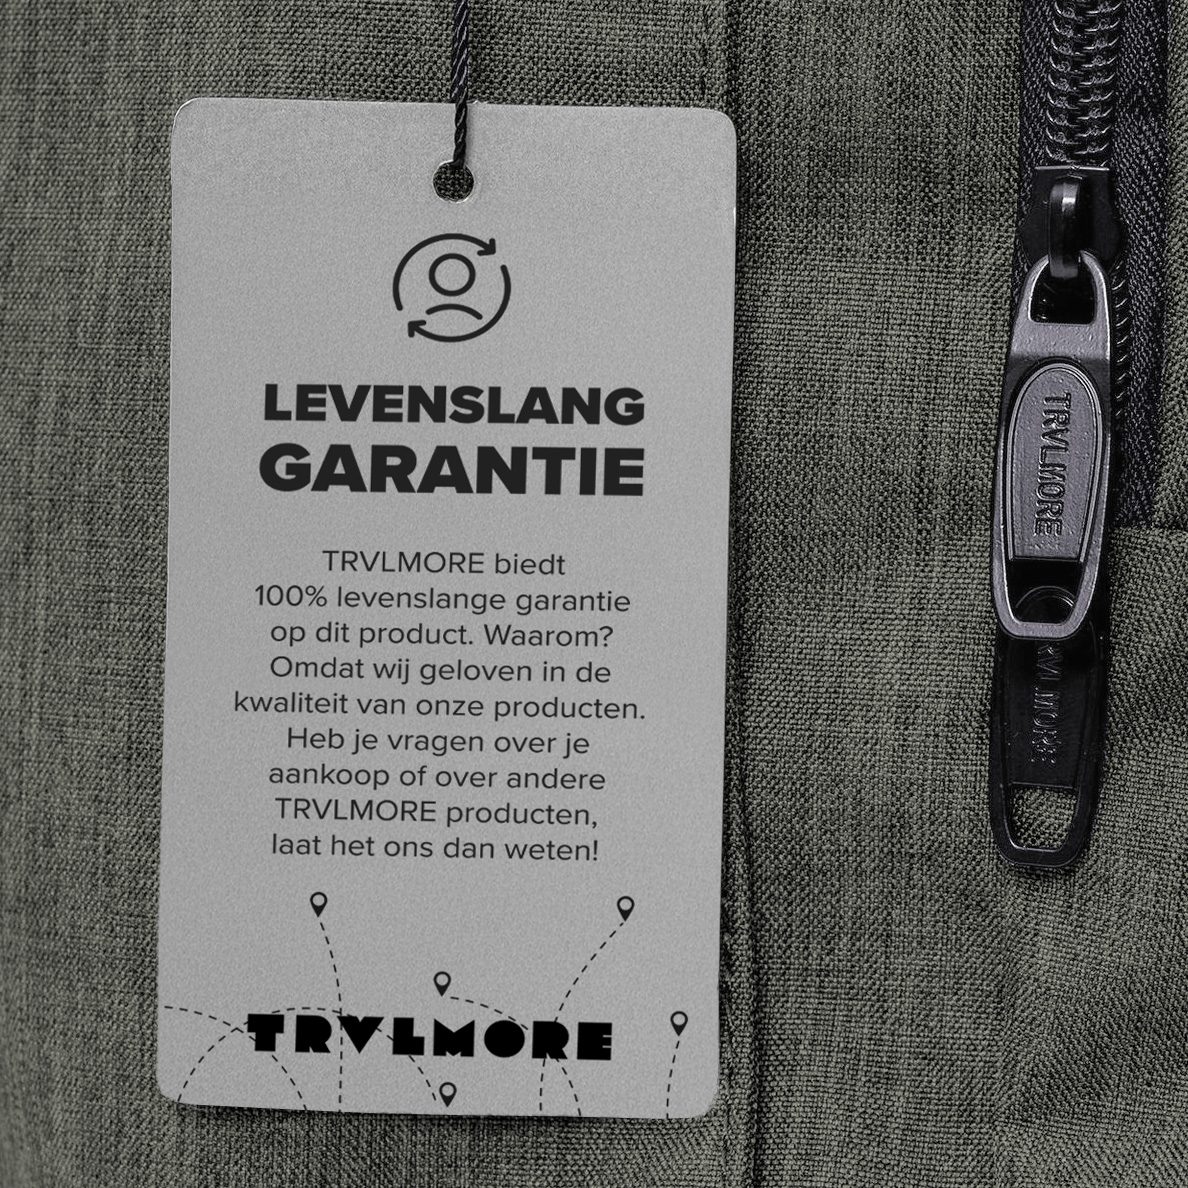 LEVENSLANG
GARANTIE
TRVLMORE biedt
100% levenslange garantie
op dit product. Waarom?
Omdat wij geloven in de
kwaliteit van onze producten.
Heb je vragen over je
aankoop of over andere
TRVLMORE producten,
laat het ons dan weten!
TRVLMORE
TRVLMORE